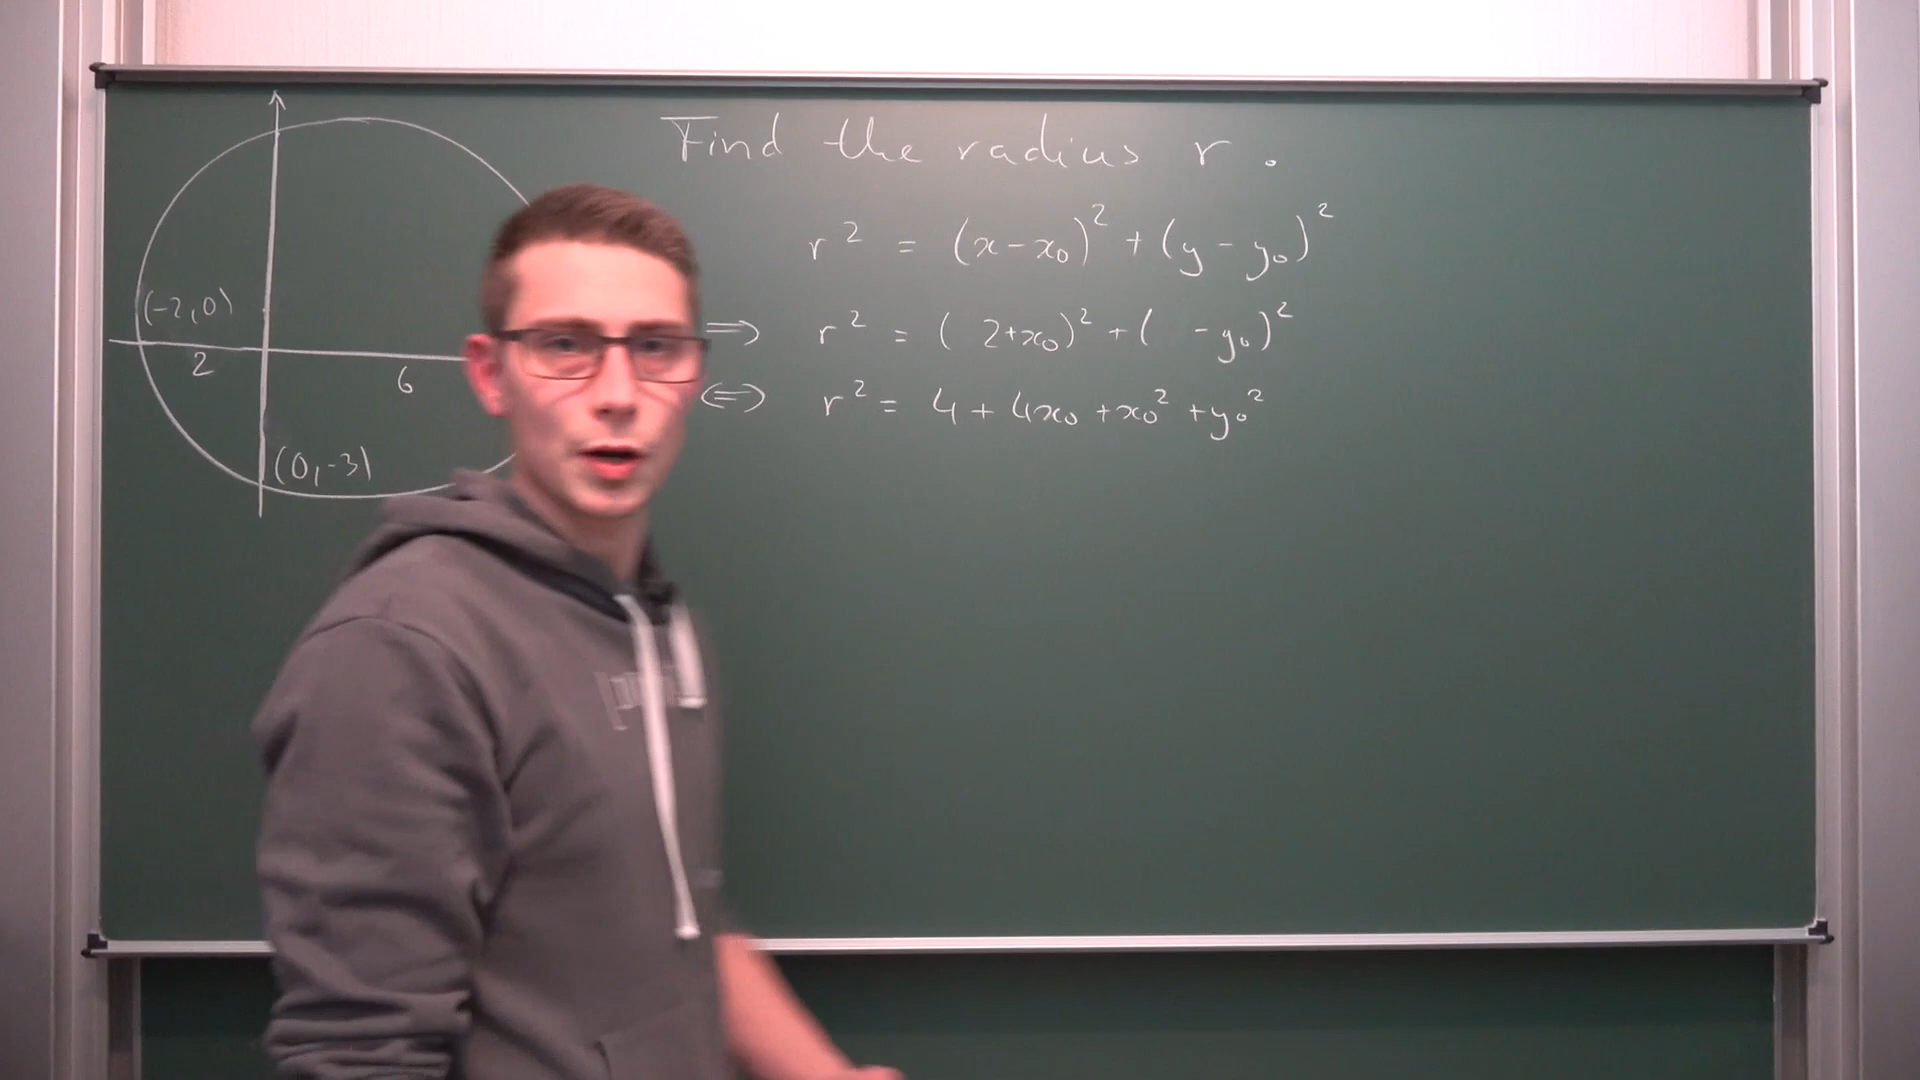 Find the radius r.
r² = (x-x₀)² + (y-y₀)²
(-2,0)
⇒ r² = (2+x₀)² + (-y₀)²
2
6
⇔ r² = 4 + 4x₀ + x₀² + y₀²
(0,-3)